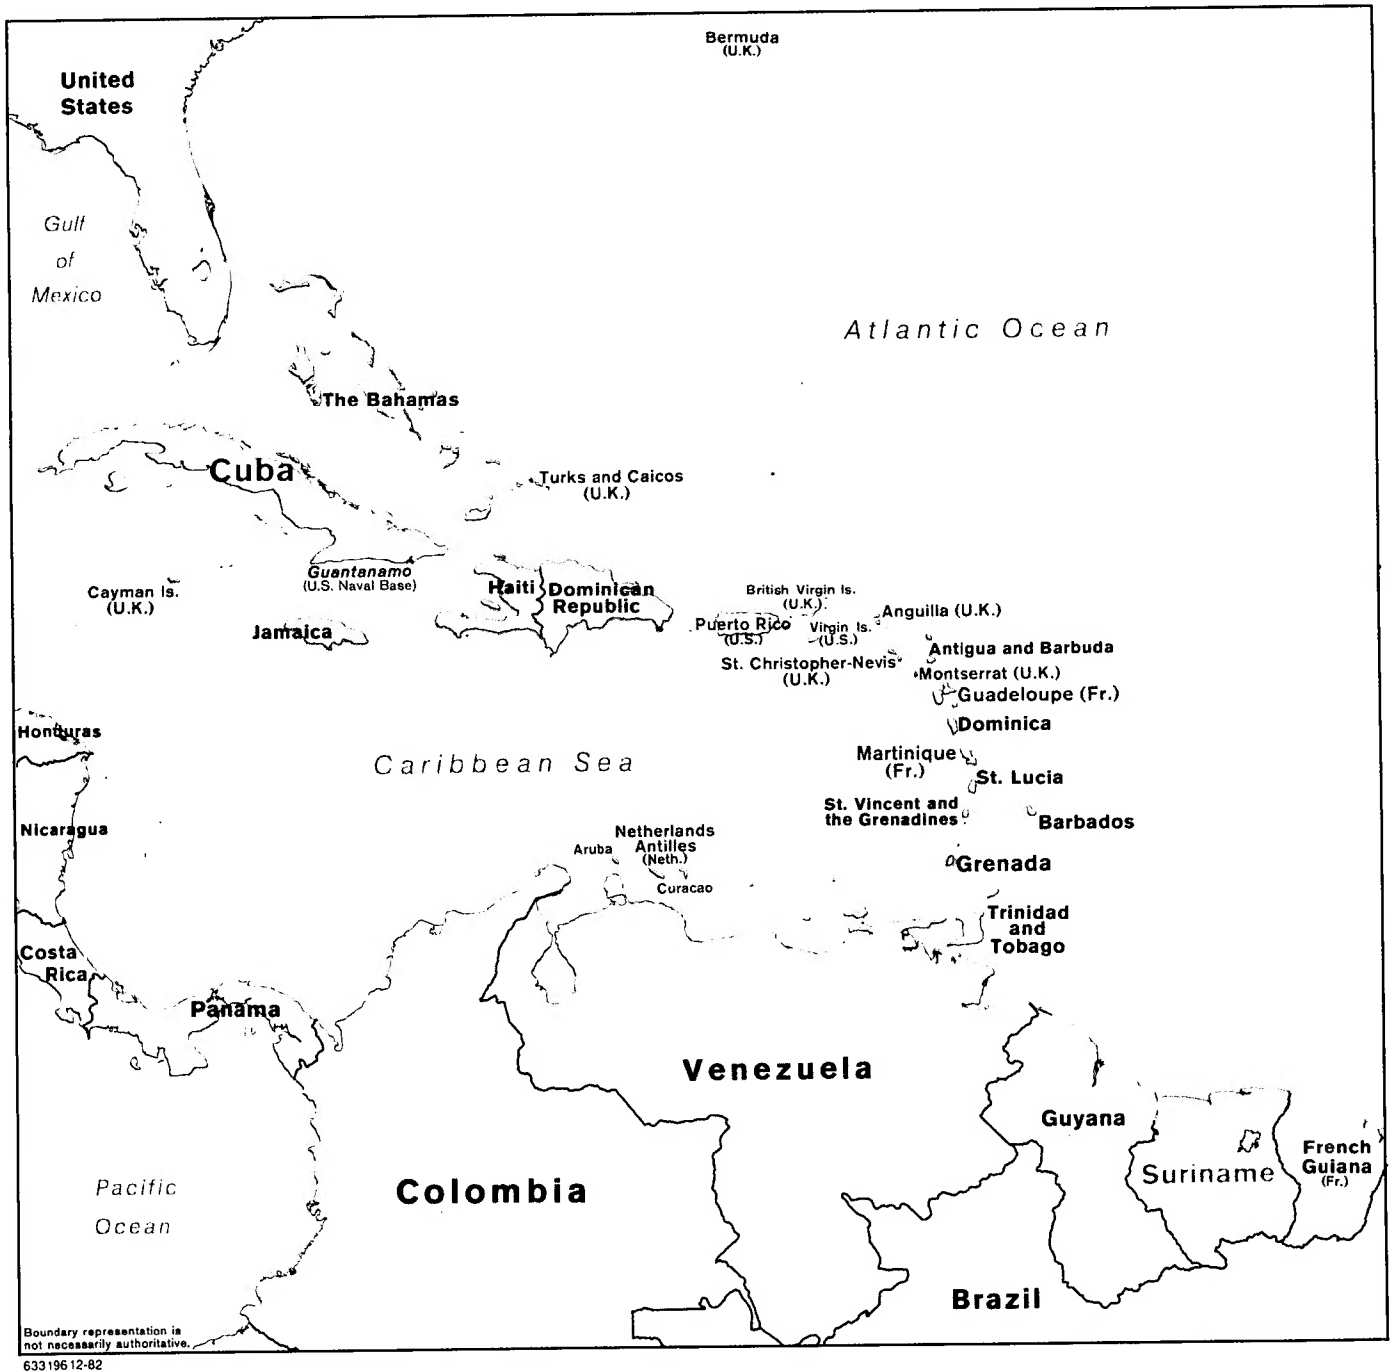 Bermuda
(U.K.)
United
States
Gulf
of
Mexico
Atlantic Ocean
The Bahamas
Cuba
Turks and Caicos
(U.K.)
Guantanamo
(U.S. Naval Base)
Cayman Is.
(U.K.)
Jamaica
Haiti
Dominican
Republic
British Virgin Is.
(U.K.)
Puerto Rico
(U.S.)
Virgin Is.
(U.S.)
Anguilla (U.K.)
Antigua and Barbuda
St. Christopher-Nevis
(U.K.)
Montserrat (U.K.)
Guadeloupe (Fr.)
Dominica
Martinique
(Fr.)
St. Lucia
St. Vincent and
the Grenadines
Barbados
Grenada
Honduras
Caribbean Sea
Nicaragua
Netherlands
Antilles
(Neth.)
Aruba
Curacao
Trinidad
and
Tobago
Costa
Rica
Panama
Venezuela
Guyana
Suriname
French
Guiana
(Fr.)
Colombia
Pacific
Ocean
Brazil
Boundary representation is
not necessarily authoritative.
633196 12-82